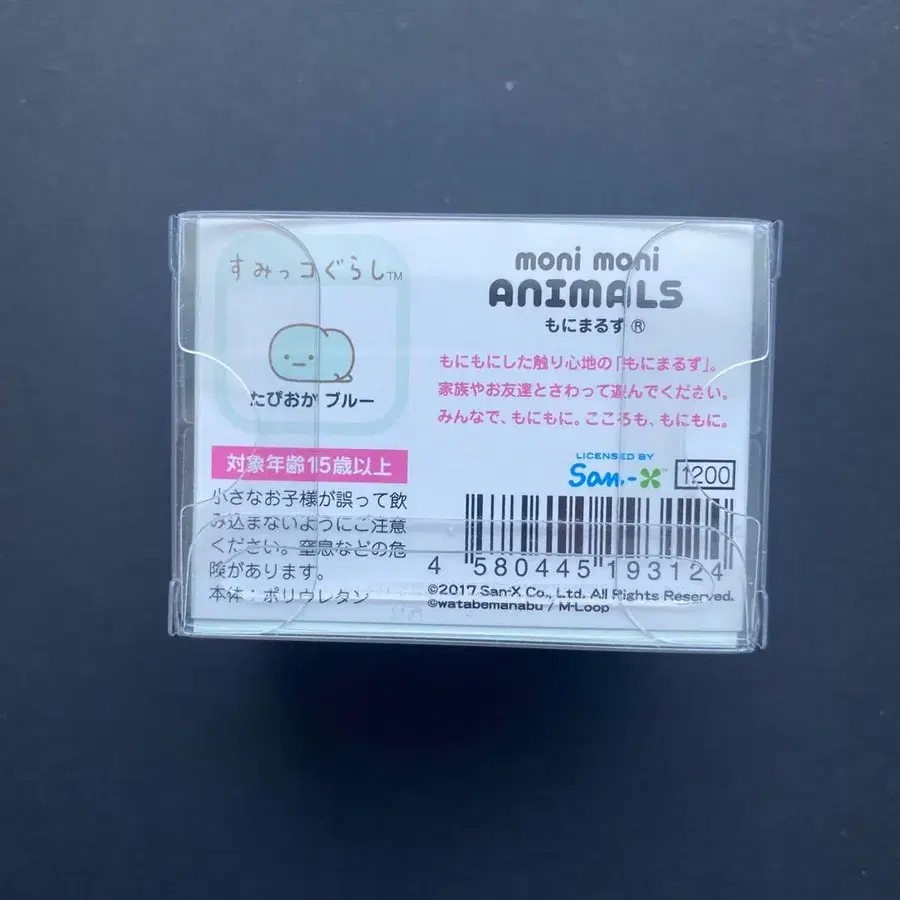 すみっコぐらしTM
たぴおか ブルー
対象年齢15歳以上
小さなお子様が誤って飲
み込まないようにご注意
ください。窒息などの危
険があります。
本体：ポリウレタン
moni moni
ANIMALS
もにまるず®
もにもにした触り心地の「もにまるず」。
家族やお友達とさわって遊んでください。
みんなで、もにもに。こころも、もにもに。
LICENSED BY
San-X™ 1200
4 580445 193124
©2017 San-X Co., Ltd. All Rights Reserved.
©watabemanabu / M-Loop